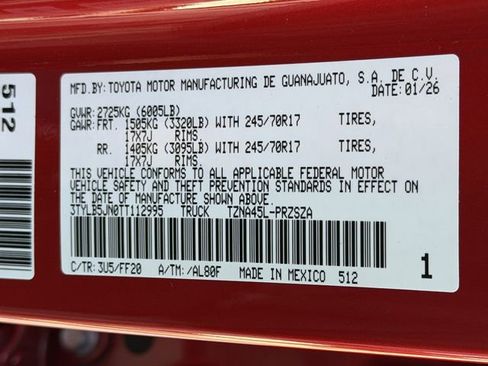 512
MFD.BY:TOYOTA MOTOR MANUFACTURING DE GUANAJUATO, S.A. DE C.V.
DATE:01/26
GVWR:2725KG (6005LB)
GAWR:FRT. 1505KG (3320LB) WITH 245/70R17 TIRES,
17X7J RIMS.
RR. 1405KG (3095LB) WITH 245/70R17 TIRES,
17X7J RIMS.
THIS VEHICLE CONFORMS TO ALL APPLICABLE FEDERAL MOTOR
VEHICLE SAFETY AND THEFT PREVENTION STANDARDS IN EFFECT ON
THE DATE OF MANUFACTURE SHOWN ABOVE.
3TYLB5JN0TT112995 TRUCK TZNA45L-PRZSZA
C/TR:3U5/FF20 A/TM:/AL80F MADE IN MEXICO 512
1